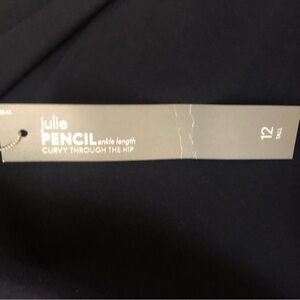 julie
PENCIL ankle length
CURVY THROUGH THE HIP
12
TALL